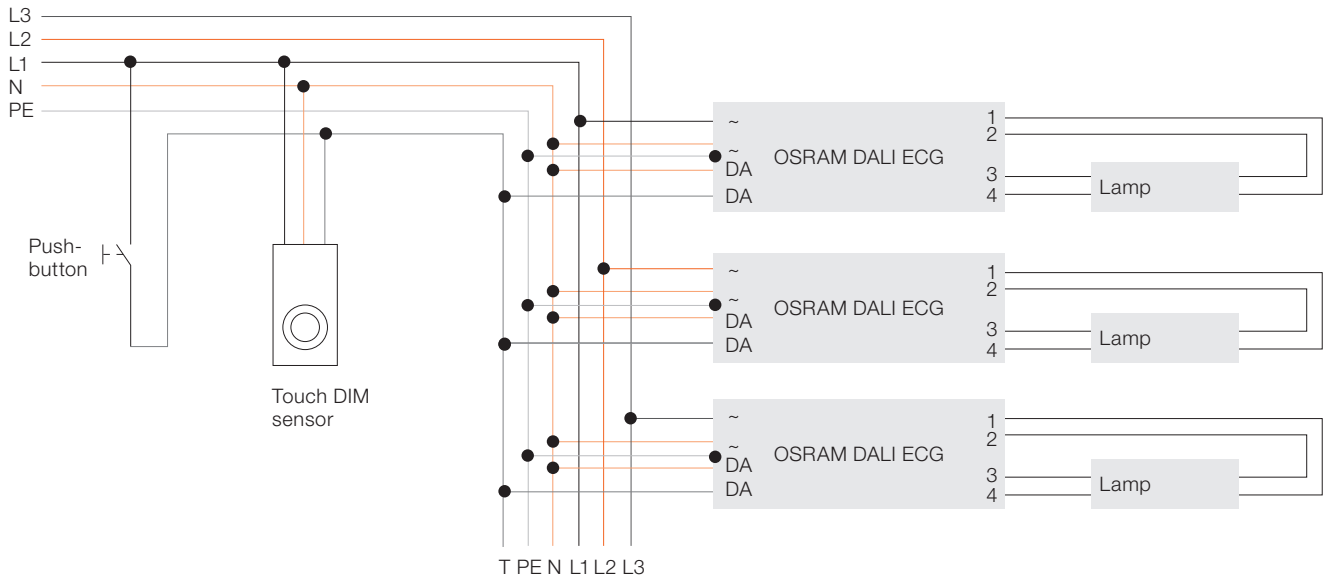 L3
L2
L1
N
PE
Push-
button
Touch DIM
sensor
~
~
DA
DA
OSRAM DALI ECG
1
2
3
4
Lamp
~
~
DA
DA
OSRAM DALI ECG
1
2
3
4
Lamp
~
~
DA
DA
OSRAM DALI ECG
1
2
3
4
Lamp
T PE N L1 L2 L3